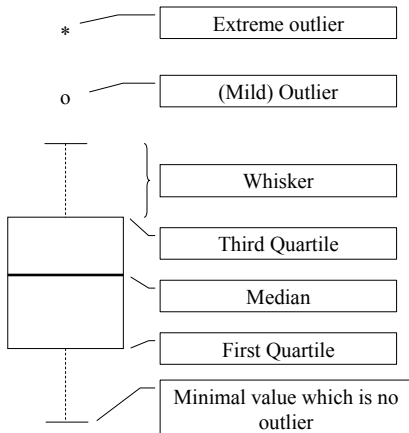 *
Extreme outlier
o
(Mild) Outlier
Whisker
Third Quartile
Median
First Quartile
Minimal value which is no
outlier